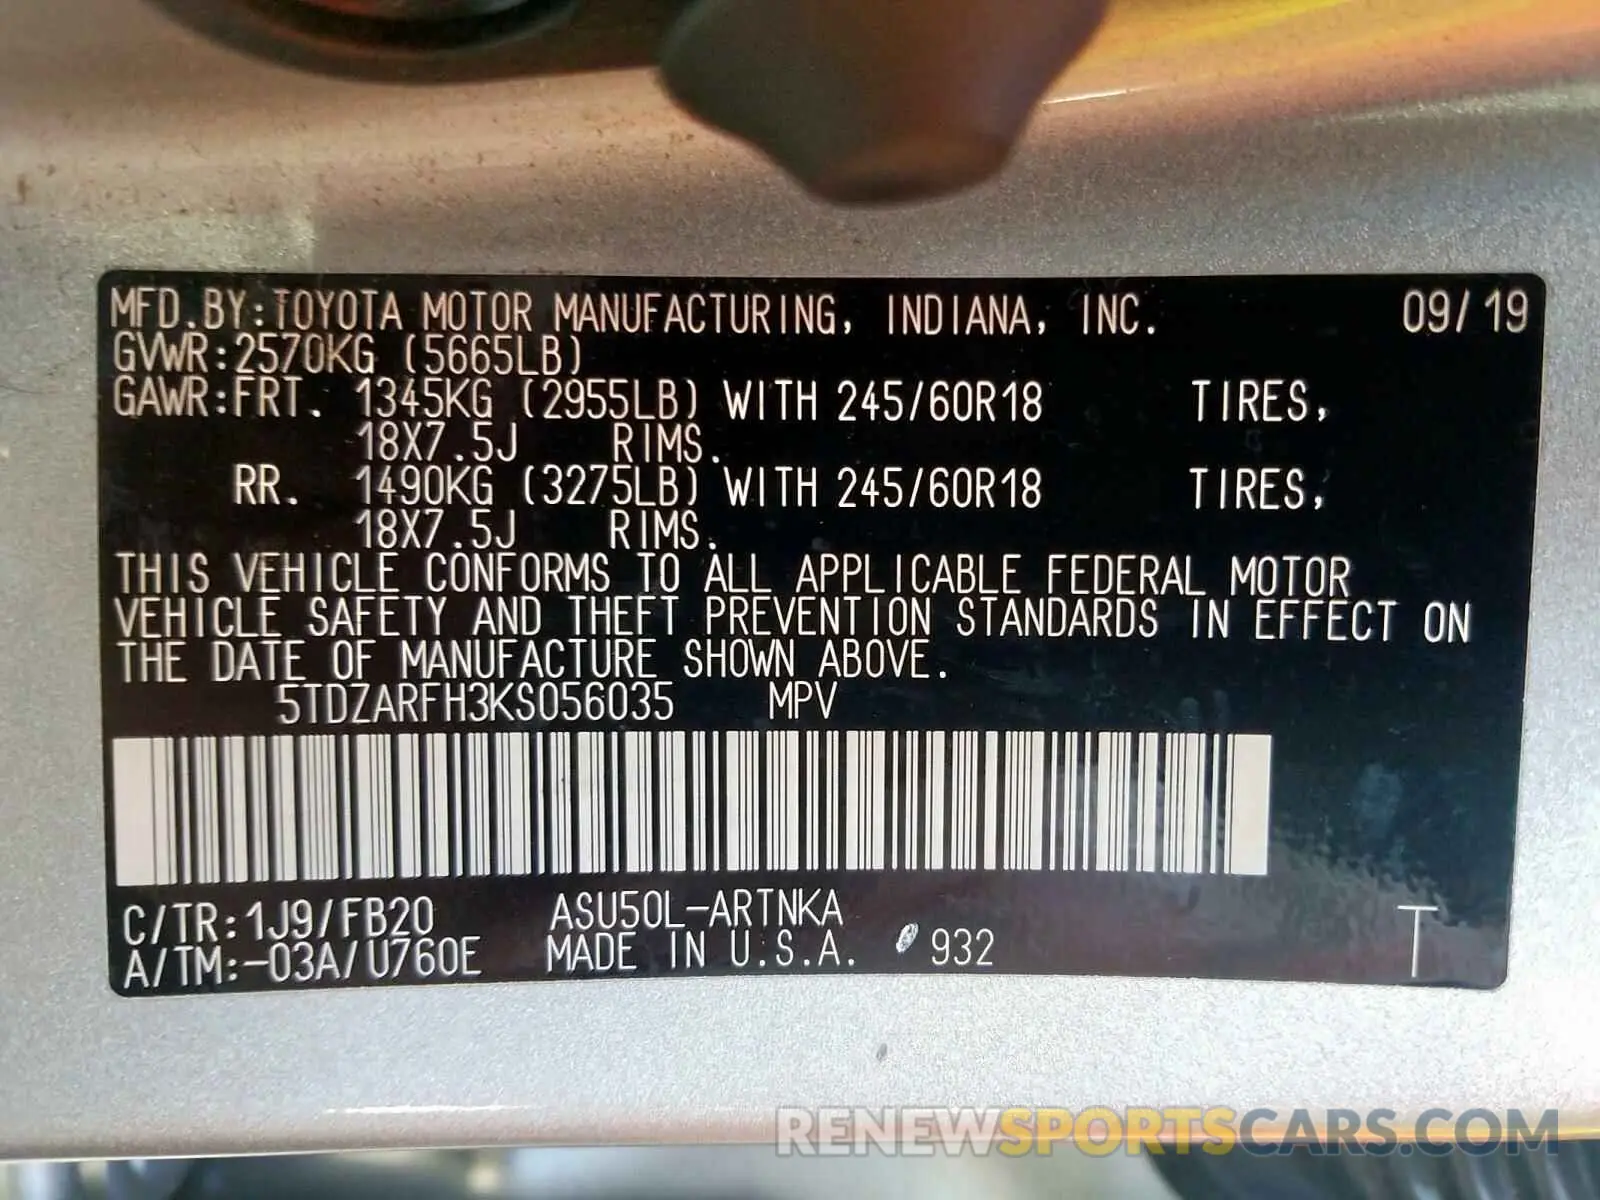 MFD.BY:TOYOTA MOTOR MANUFACTURING, INDIANA, INC. 09/19
GVWR:2570KG (5665LB)
GAWR:FRT. 1345KG (2955LB) WITH 245/60R18 TIRES,
18X7.5J RIMS.
RR. 1490KG (3275LB) WITH 245/60R18 TIRES,
18X7.5J RIMS.
THIS VEHICLE CONFORMS TO ALL APPLICABLE FEDERAL MOTOR
VEHICLE SAFETY AND THEFT PREVENTION STANDARDS IN EFFECT ON
THE DATE OF MANUFACTURE SHOWN ABOVE.
5TDZARFH3KS056035 MPV
C/TR:1J9/FB20 ASU50L-ARTNKA
A/TM:-03A/U760E MADE IN U.S.A. 932
T
RENEWSPORTSCARS.COM